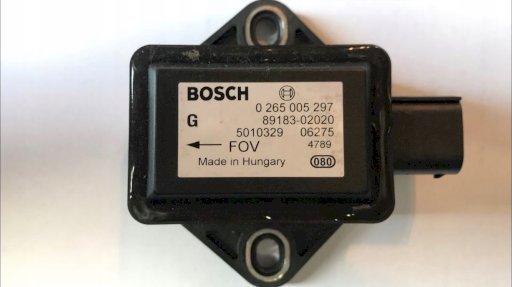 BOSCH
0 265 005 297
G 89183-02020
5010329 06275
← FOV 4789
Made in Hungary 080